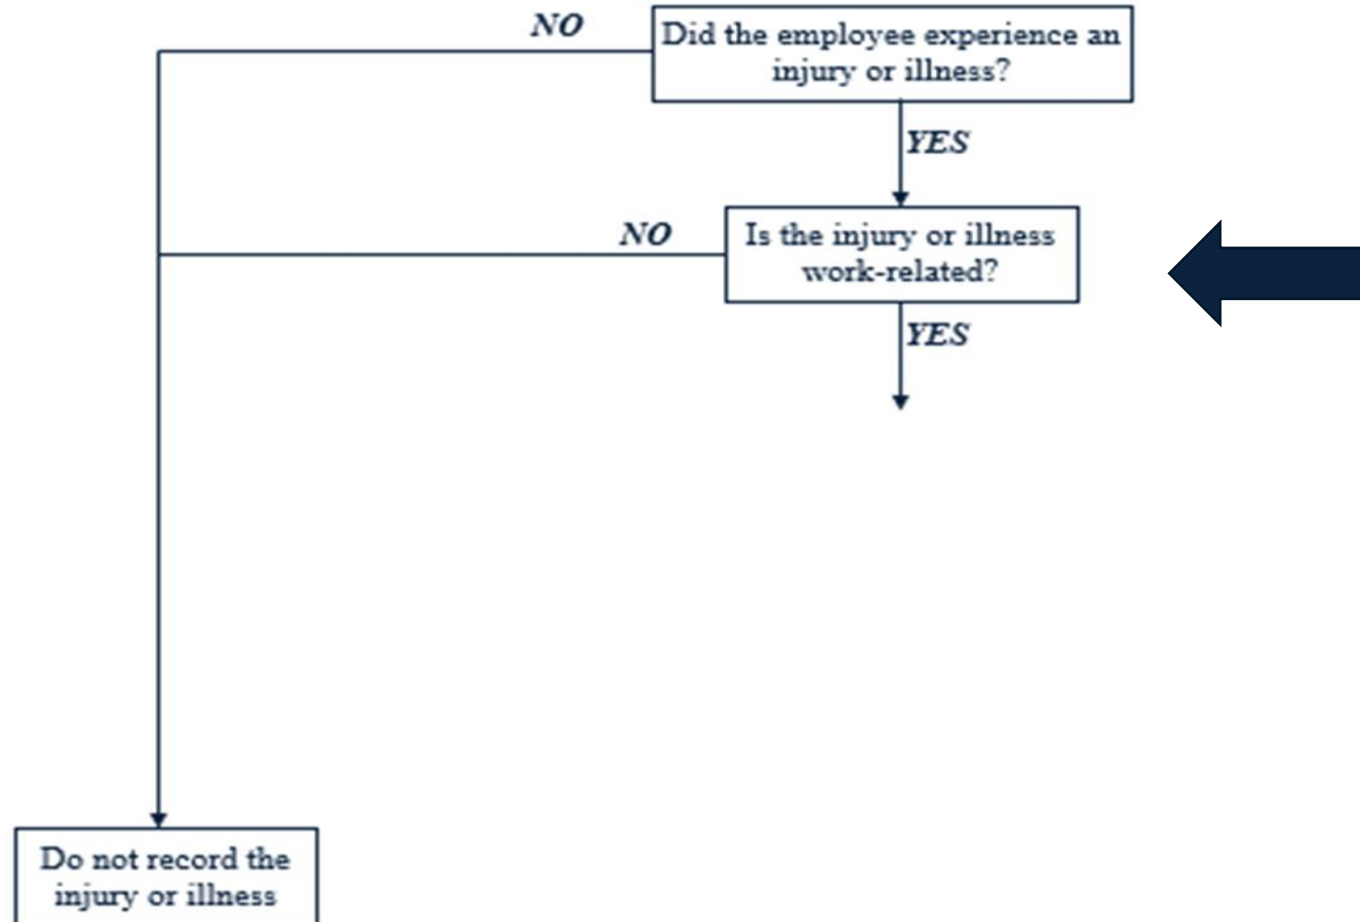 NO
Did the employee experience an
injury or illness?
YES
NO
Is the injury or illness
work-related?
YES
Do not record the
injury or illness